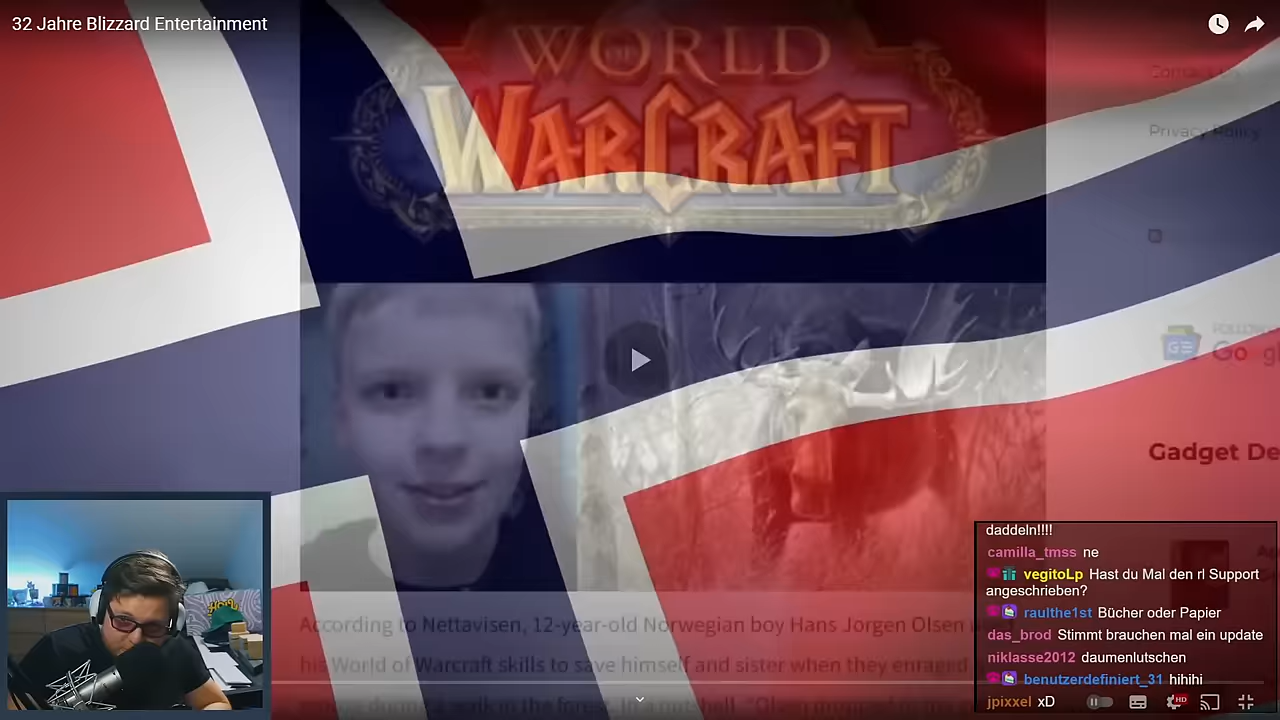 32 Jahre Blizzard Entertainment
WORLD
OF
WARCRAFT
Privacy Policy
GE
Gadget De
According to Nettavisen, 12-year-old Norwegian boy Hans Jorgen Olsen
his World of Warcraft skills to save himself and sister when they enraged
daddeln!!!!
camilla_tmss ne
vegitoLp Hast du Mal den rl Support
angeschrieben?
raulthe1st Bücher oder Papier
das_brod Stimmt brauchen mal ein update
niklasse2012 daumenlutschen
benutzerdefiniert_31 hihihi
jpixxel xD
HD